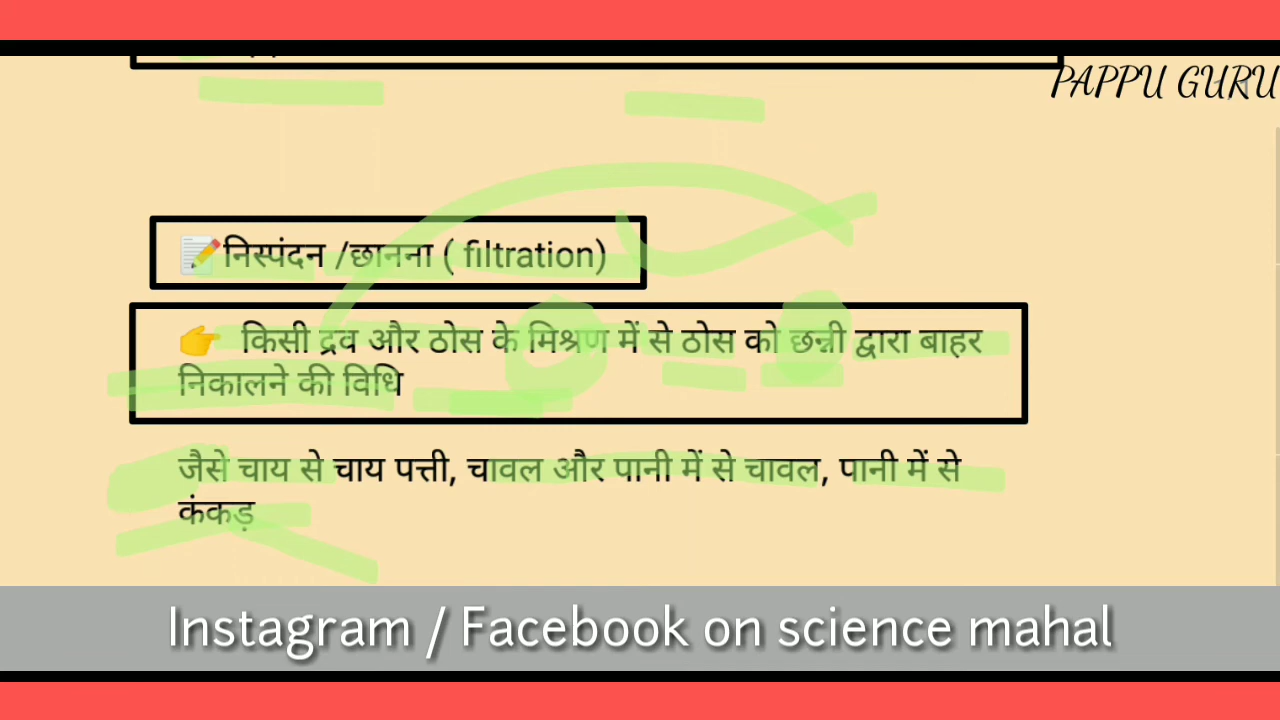 PAPPU GURU
📝निस्पंदन /छानना ( filtration)
👉 किसी द्रव और ठोस के मिश्रण में से ठोस को छन्नी द्वारा बाहर
निकालने की विधि
जैसे चाय से चाय पत्ती, चावल और पानी में से चावल, पानी में से
कंकड़
Instagram / Facebook on science mahal